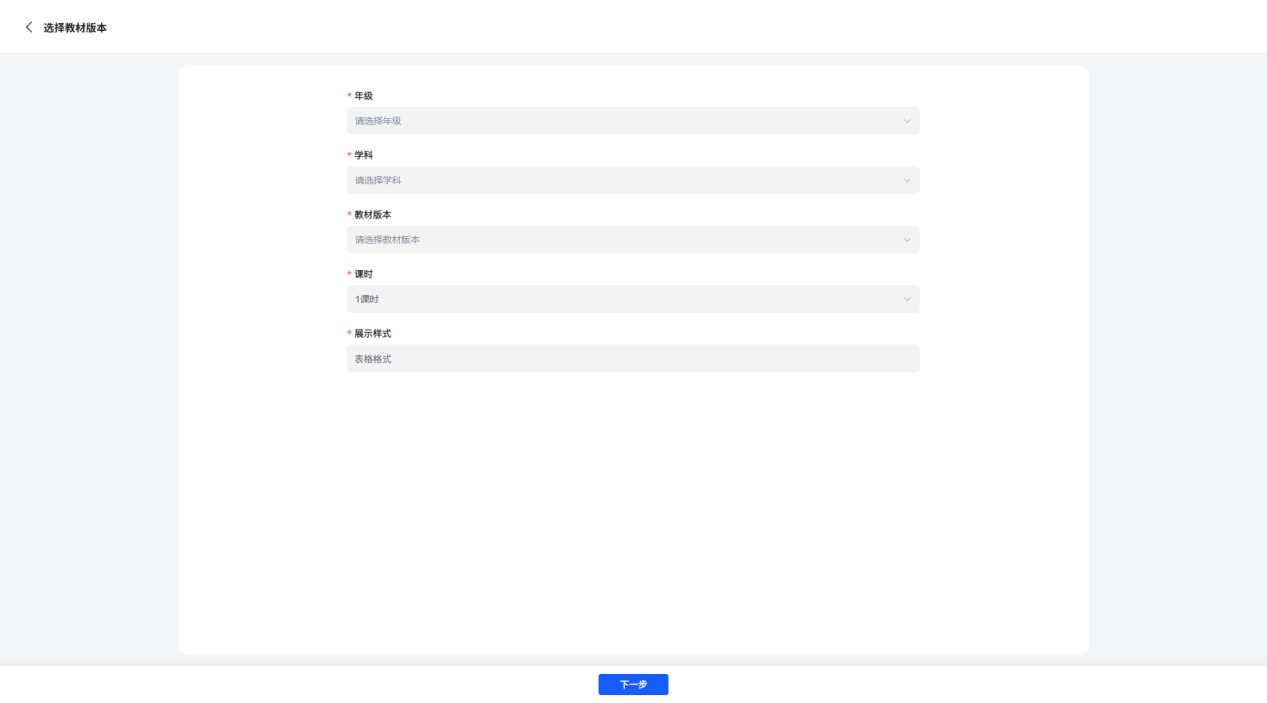 选择教材版本
* 年级
请选择年级
* 学科
请选择学科
* 教材版本
请选择教材版本
* 课时
1课时
* 展示样式
表格格式
下一步